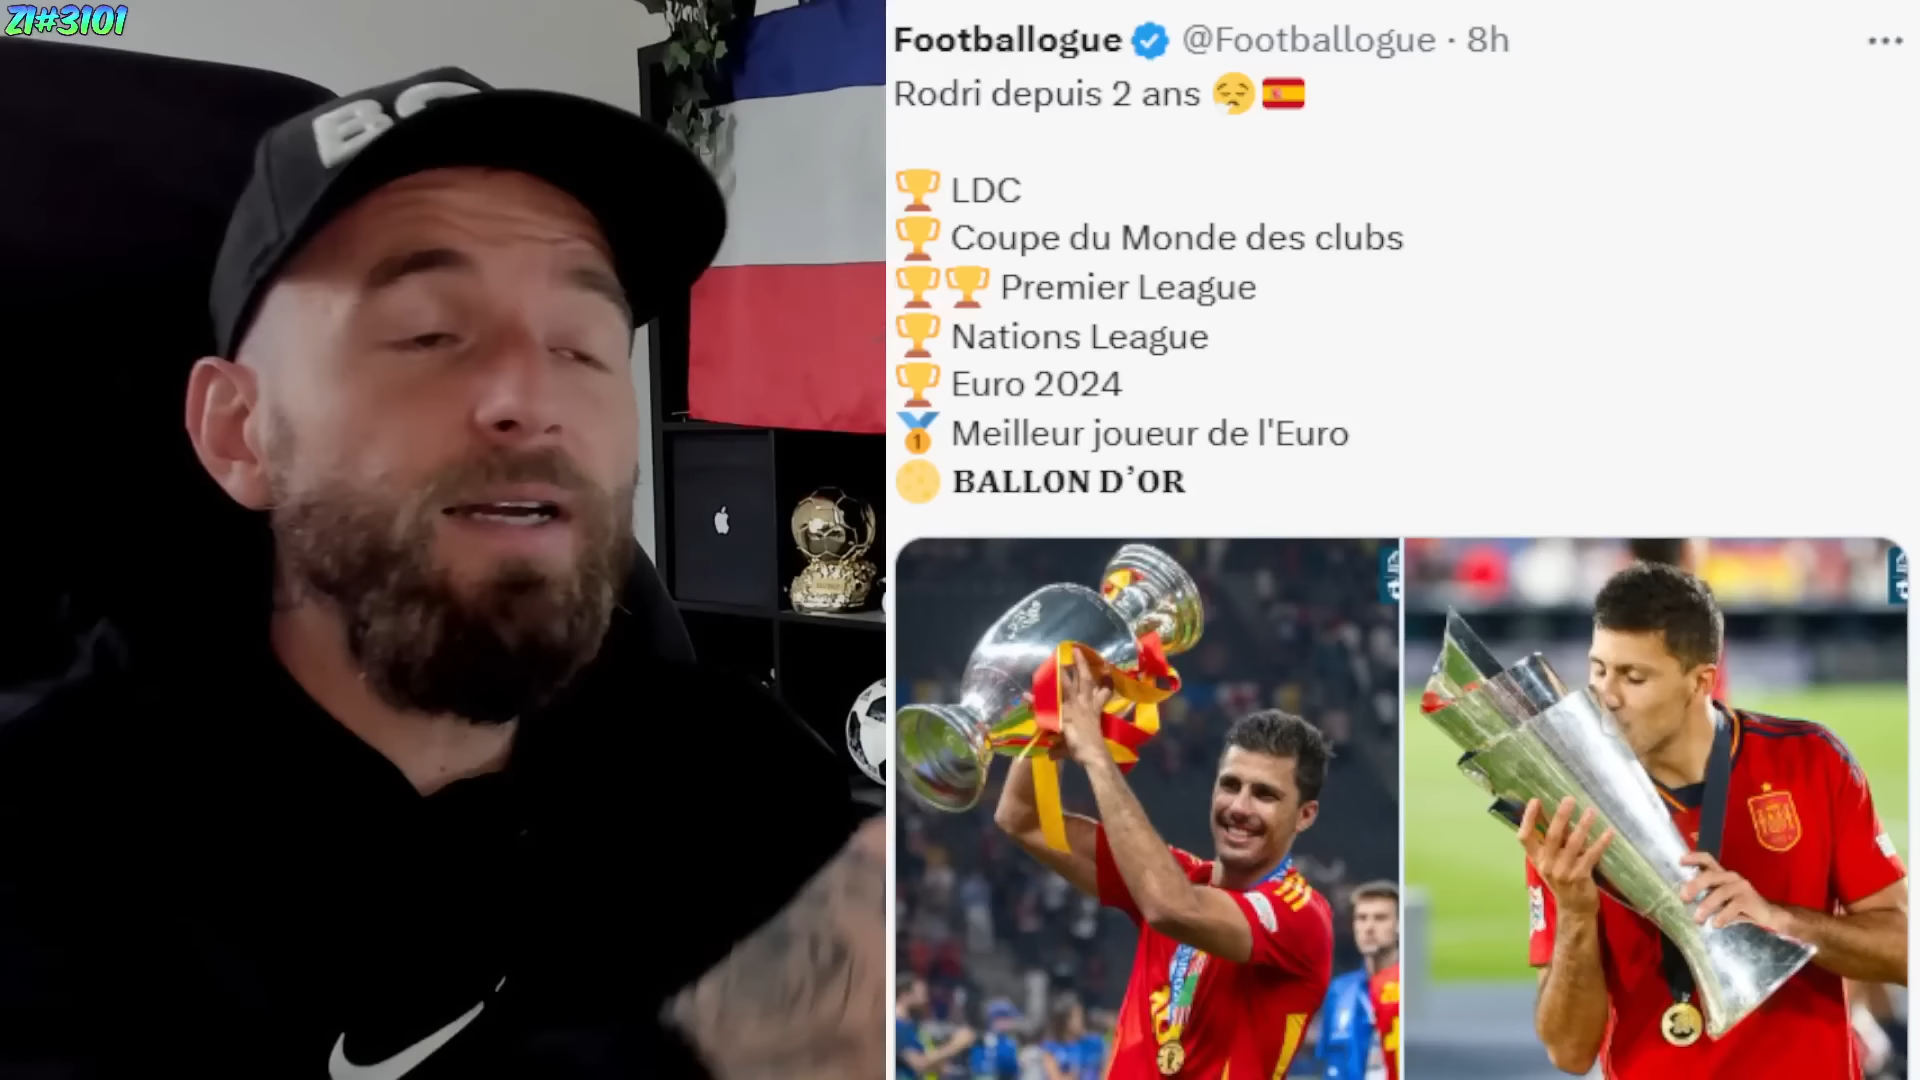 ZI#3101
Footballogue @Footballogue · 8h
Rodri depuis 2 ans
LDC
Coupe du Monde des clubs
Premier League
Nations League
Euro 2024
Meilleur joueur de l'Euro
BALLON D’OR